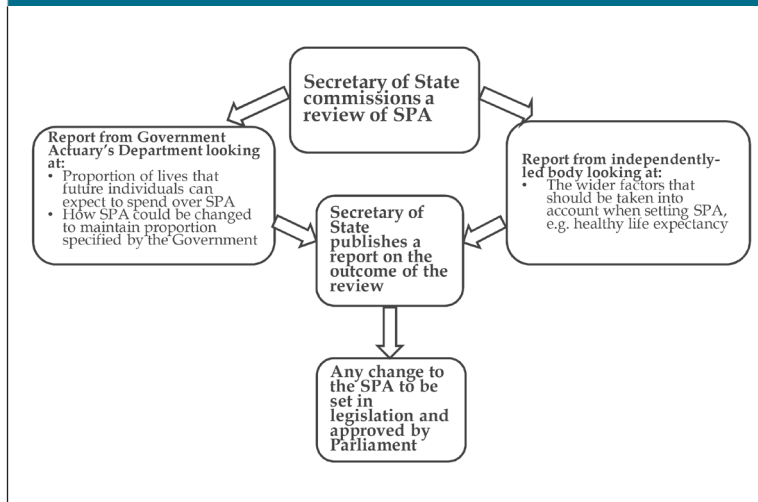 Secretary of State
commissions a
review of SPA
Report from Government
Actuary's Department looking
at:
• Proportion of lives that
future individuals can
expect to spend over SPA
• How SPA could be changed
to maintain proportion
specified by the Government
Report from independently-
led body looking at:
• The wider factors that
should be taken into
account when setting SPA,
e.g. healthy life expectancy
Secretary of
State
publishes a
report on the
outcome of the
review
Any change to
the SPA to be
set in
legislation and
approved by
Parliament